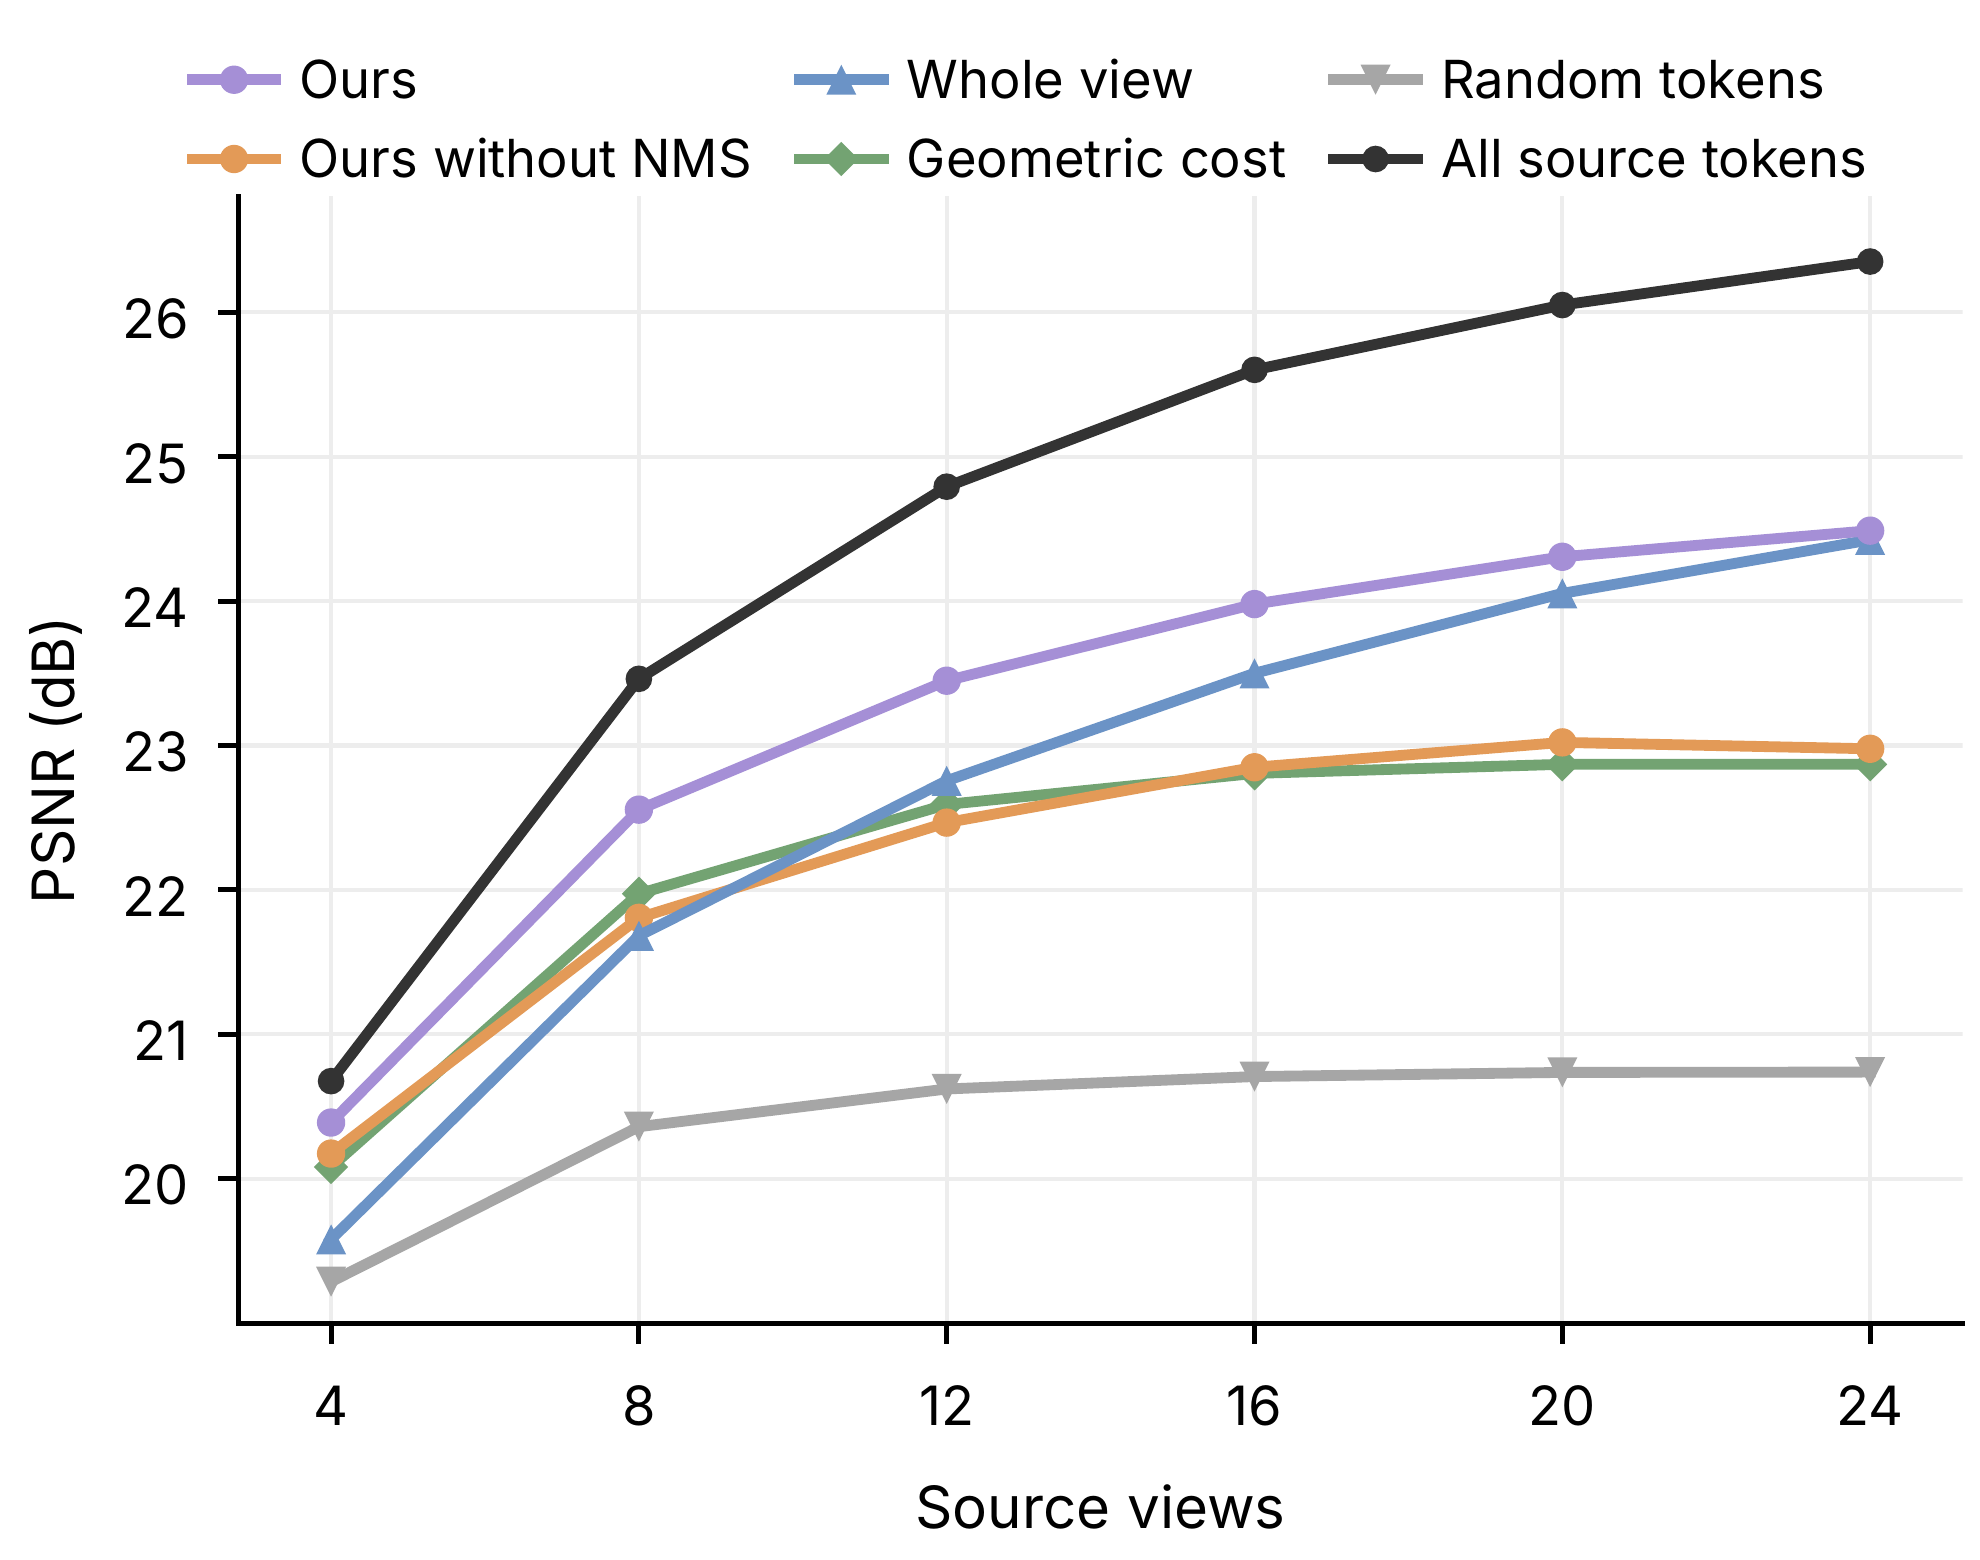 Ours
Whole view
Random tokens
Ours without NMS
Geometric cost
All source tokens
26
25
24
23
22
21
20
PSNR (dB)
4
8
12
16
20
24
Source views